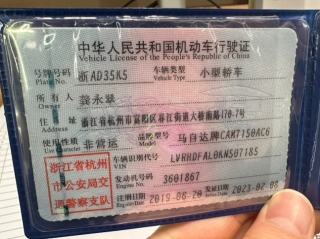 中华人民共和国机动车行驶证
Vehicle License of the People's Republic of China
号牌号码 浙AD35K5 车辆类型 小型轿车
Plate No. Vehicle Type
所有人 龚永翠
Owner
住址 浙江省杭州市富阳区春江街道大桥南路170-7号
Address
使用性质 非营运 品牌型号 马自达牌CAM7150AC6
Use Character Model
浙江省杭州 车辆识别代号 LVRHDFAL0KN507185
VIN
市公安局交 发动机号码 3601867
Engine No.
通警察支队 注册日期 2019-06-20 发证日期 2023-02-08
Register Date Issue Date